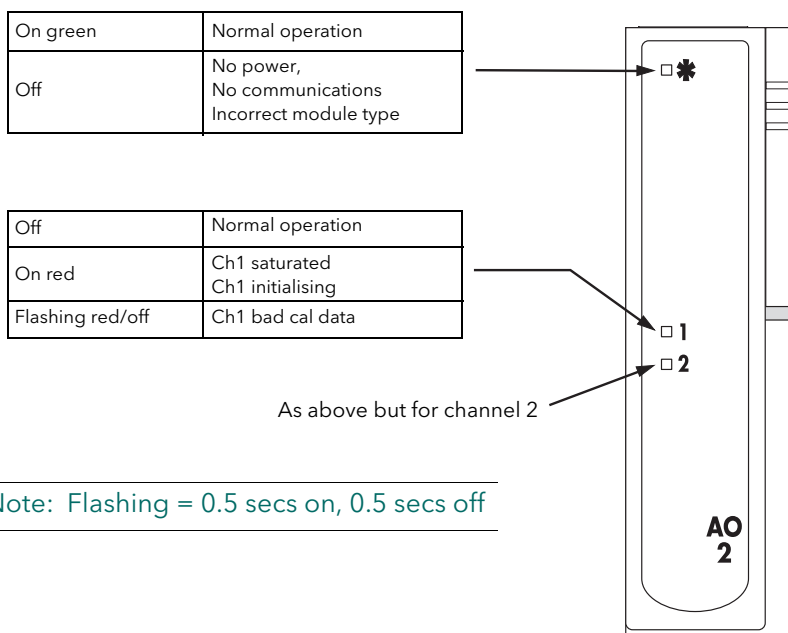 On green Normal operation
Off No power,
No communications
Incorrect module type
✱
Off Normal operation
On red Ch1 saturated
Ch1 initialising
Flashing red/off Ch1 bad cal data
1
2
As above but for channel 2
Note: Flashing = 0.5 secs on, 0.5 secs off
AO
2